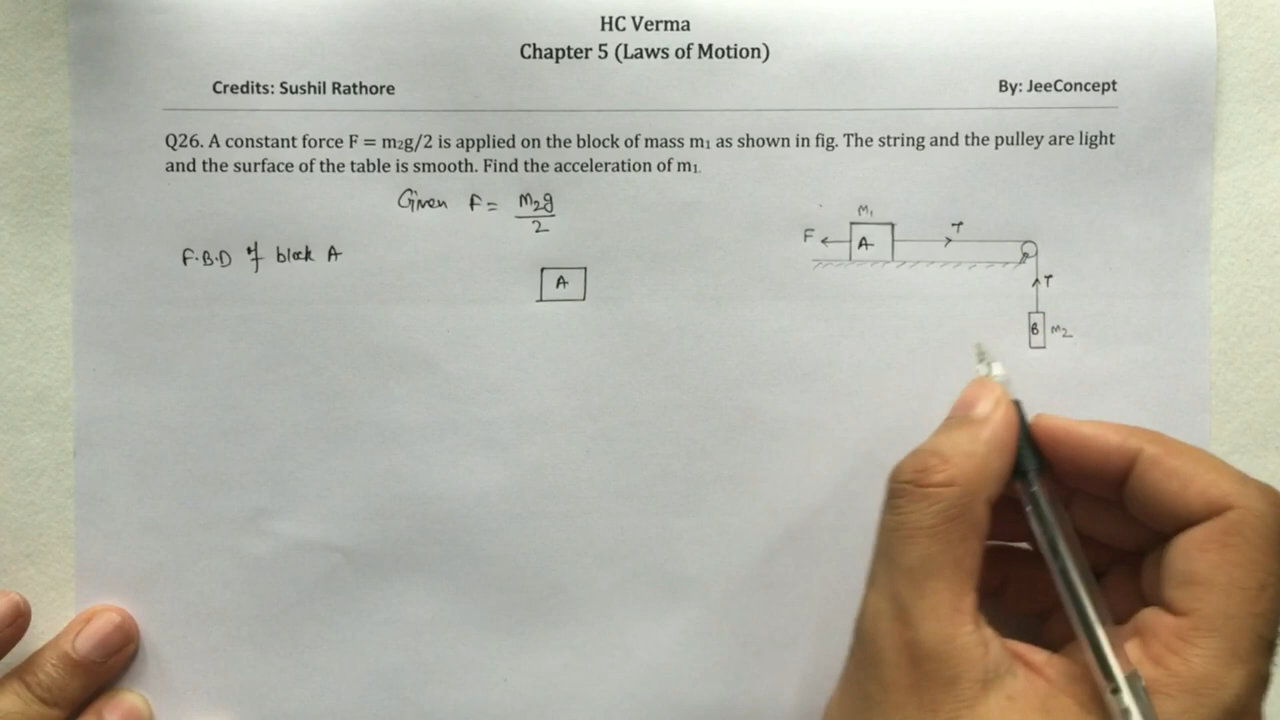 HC Verma
Chapter 5 (Laws of Motion)
Credits: Sushil Rathore
By: JeeConcept
Q26. A constant force F = m₂g/2 is applied on the block of mass m₁ as shown in fig. The string and the pulley are light
and the surface of the table is smooth. Find the acceleration of m₁.
Given F = M₂g/2
F.B.D of block A
A
M₁
F
A
T
T
B
M₂